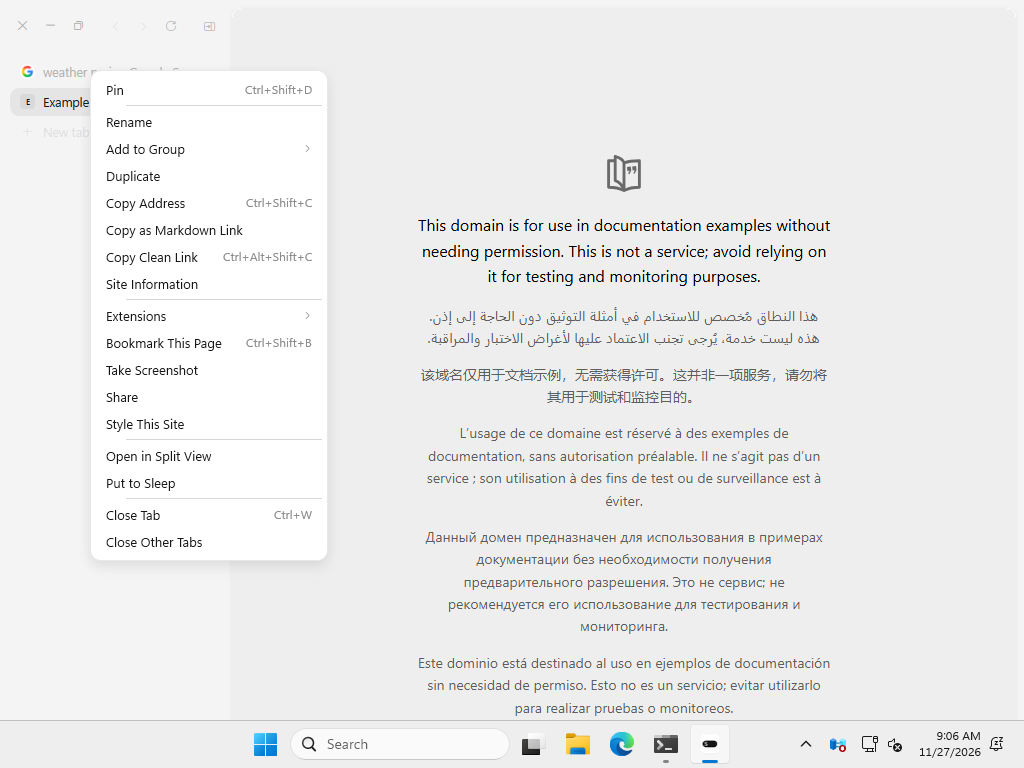 weather
E Example
New tab
Pin Ctrl+Shift+D
Rename
Add to Group
Duplicate
Copy Address Ctrl+Shift+C
Copy as Markdown Link
Copy Clean Link Ctrl+Alt+Shift+C
Site Information
Extensions
Bookmark This Page Ctrl+Shift+B
Take Screenshot
Share
Style This Site
Open in Split View
Put to Sleep
Close Tab Ctrl+W
Close Other Tabs
This domain is for use in documentation examples without
needing permission. This is not a service; avoid relying on
it for testing and monitoring purposes.
هذا النطاق مُخصص للاستخدام في أمثلة التوثيق دون الحاجة إلى إذن.
هذه ليست خدمة، يُرجى تجنب الاعتماد عليها لأغراض الاختبار والمراقبة.
该域名仅用于文档示例，无需获得许可。这并非一项服务，请勿将
其用于测试和监控目的。
L'usage de ce domaine est réservé à des exemples de
documentation, sans autorisation préalable. Il ne s'agit pas d'un
service ; son utilisation à des fins de test ou de surveillance est à
éviter.
Данный домен предназначен для использования в примерах
документации без необходимости получения
предварительного разрешения. Это не сервис; не
рекомендуется его использование для тестирования и
мониторинга.
Este dominio está destinado al uso en ejemplos de documentación
sin necesidad de permiso. Esto no es un servicio; evitar utilizarlo
para realizar pruebas o monitoreos.
Search
9:06 AM
11/27/2026